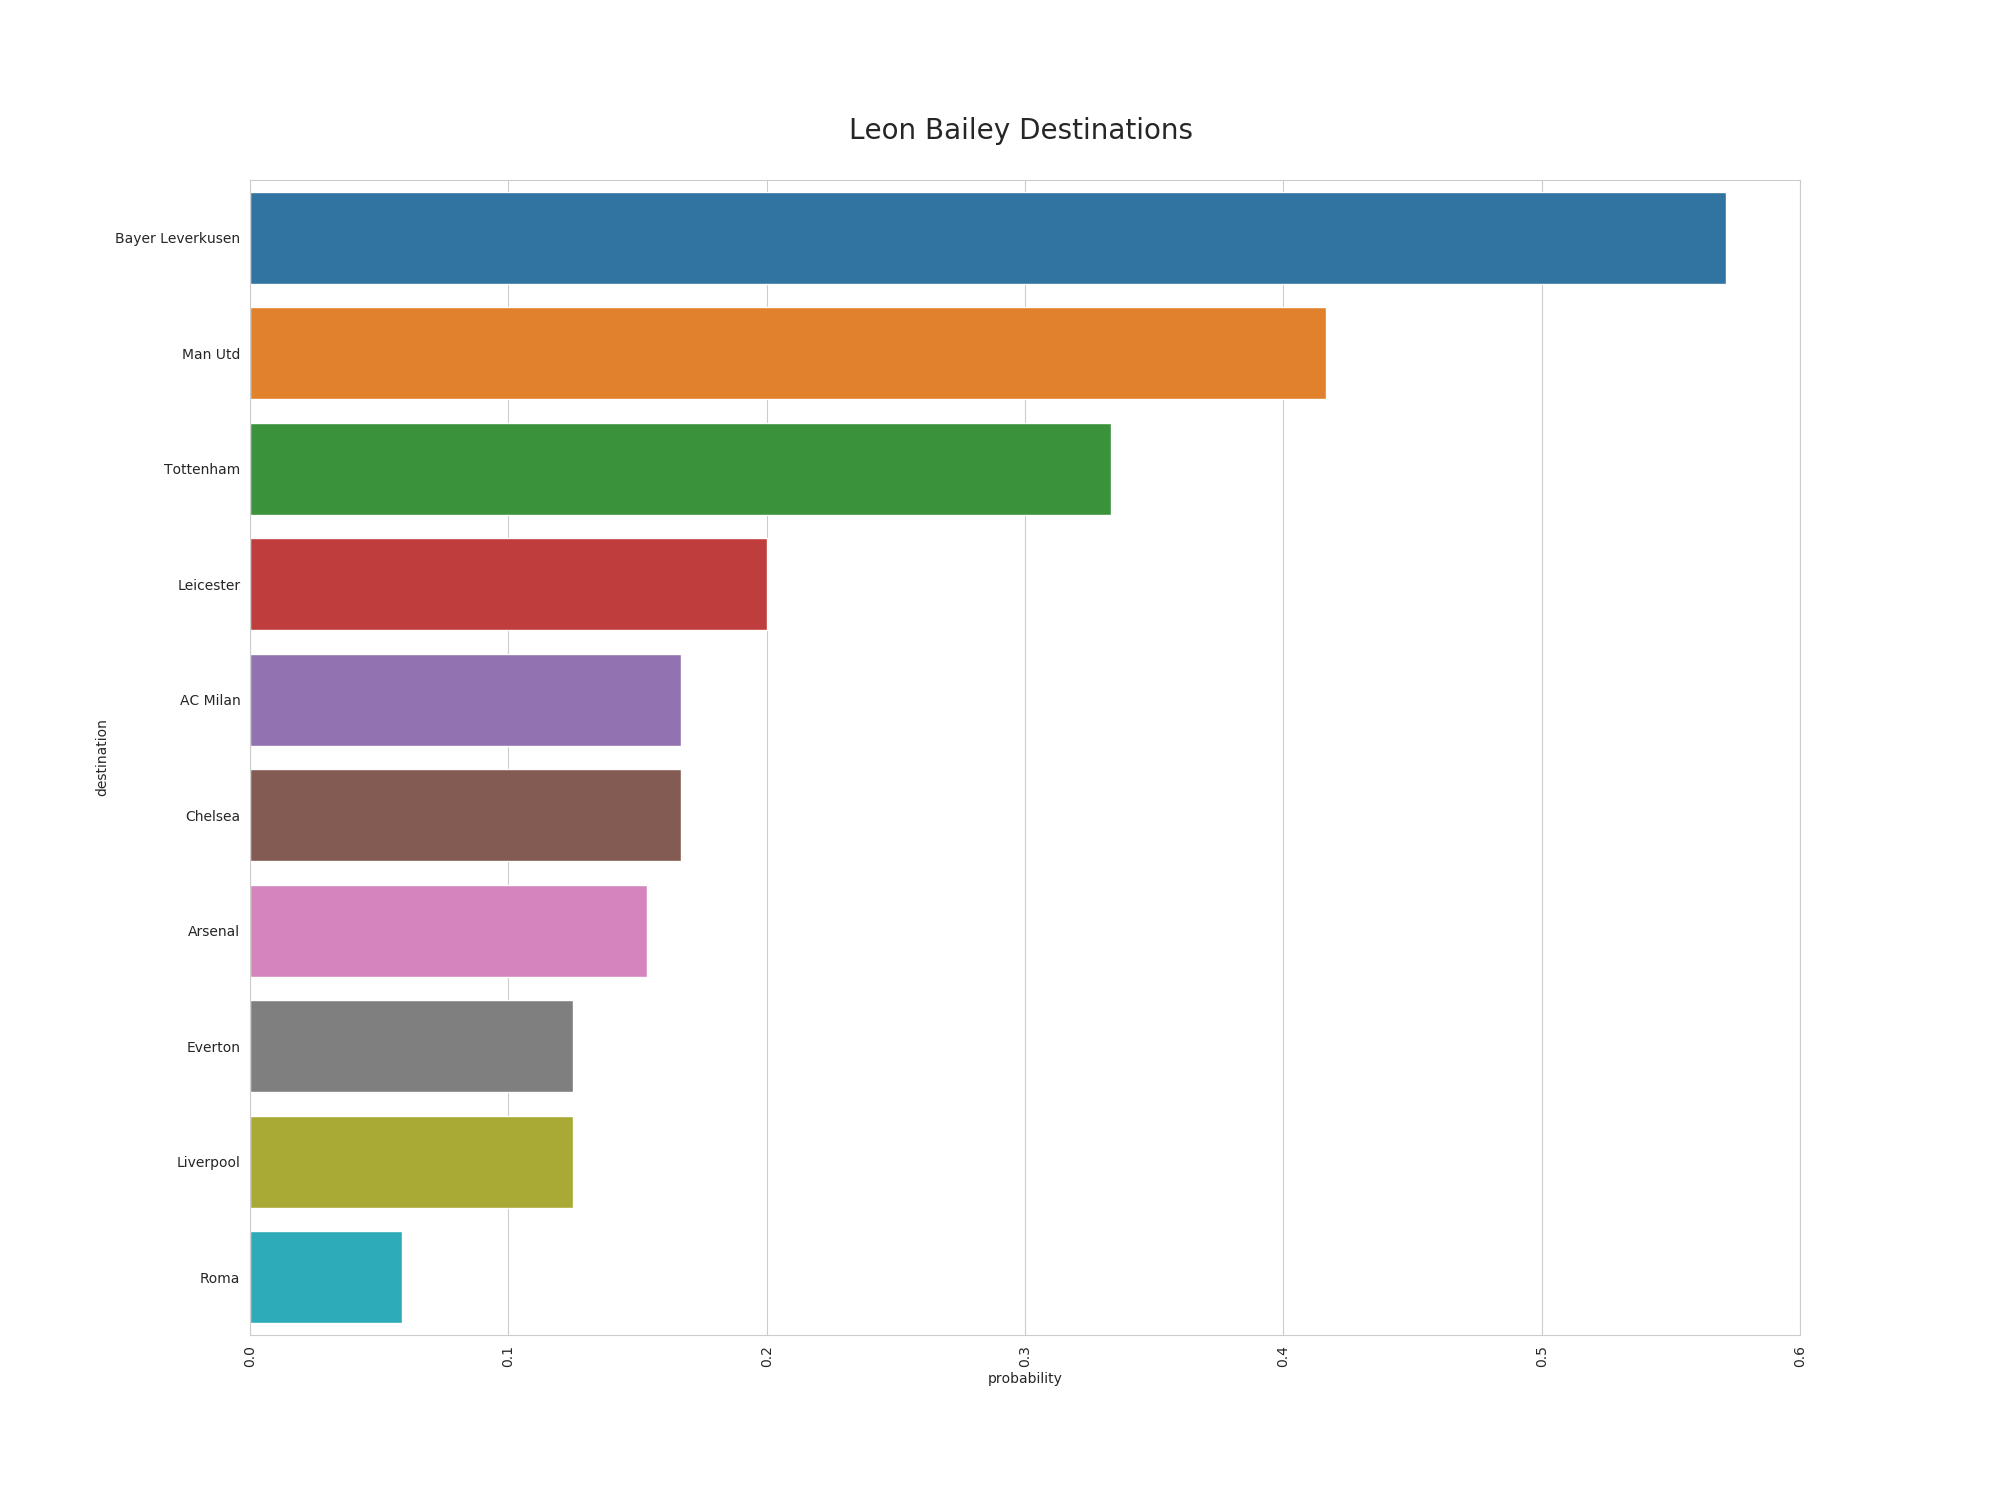 Leon Bailey Destinations
Bayer Leverkusen
Man Utd
Tottenham
Leicester
AC Milan
Chelsea
Arsenal
Everton
Liverpool
Roma
destination
0.0 0.1 0.2 0.3 0.4 0.5 0.6
probability